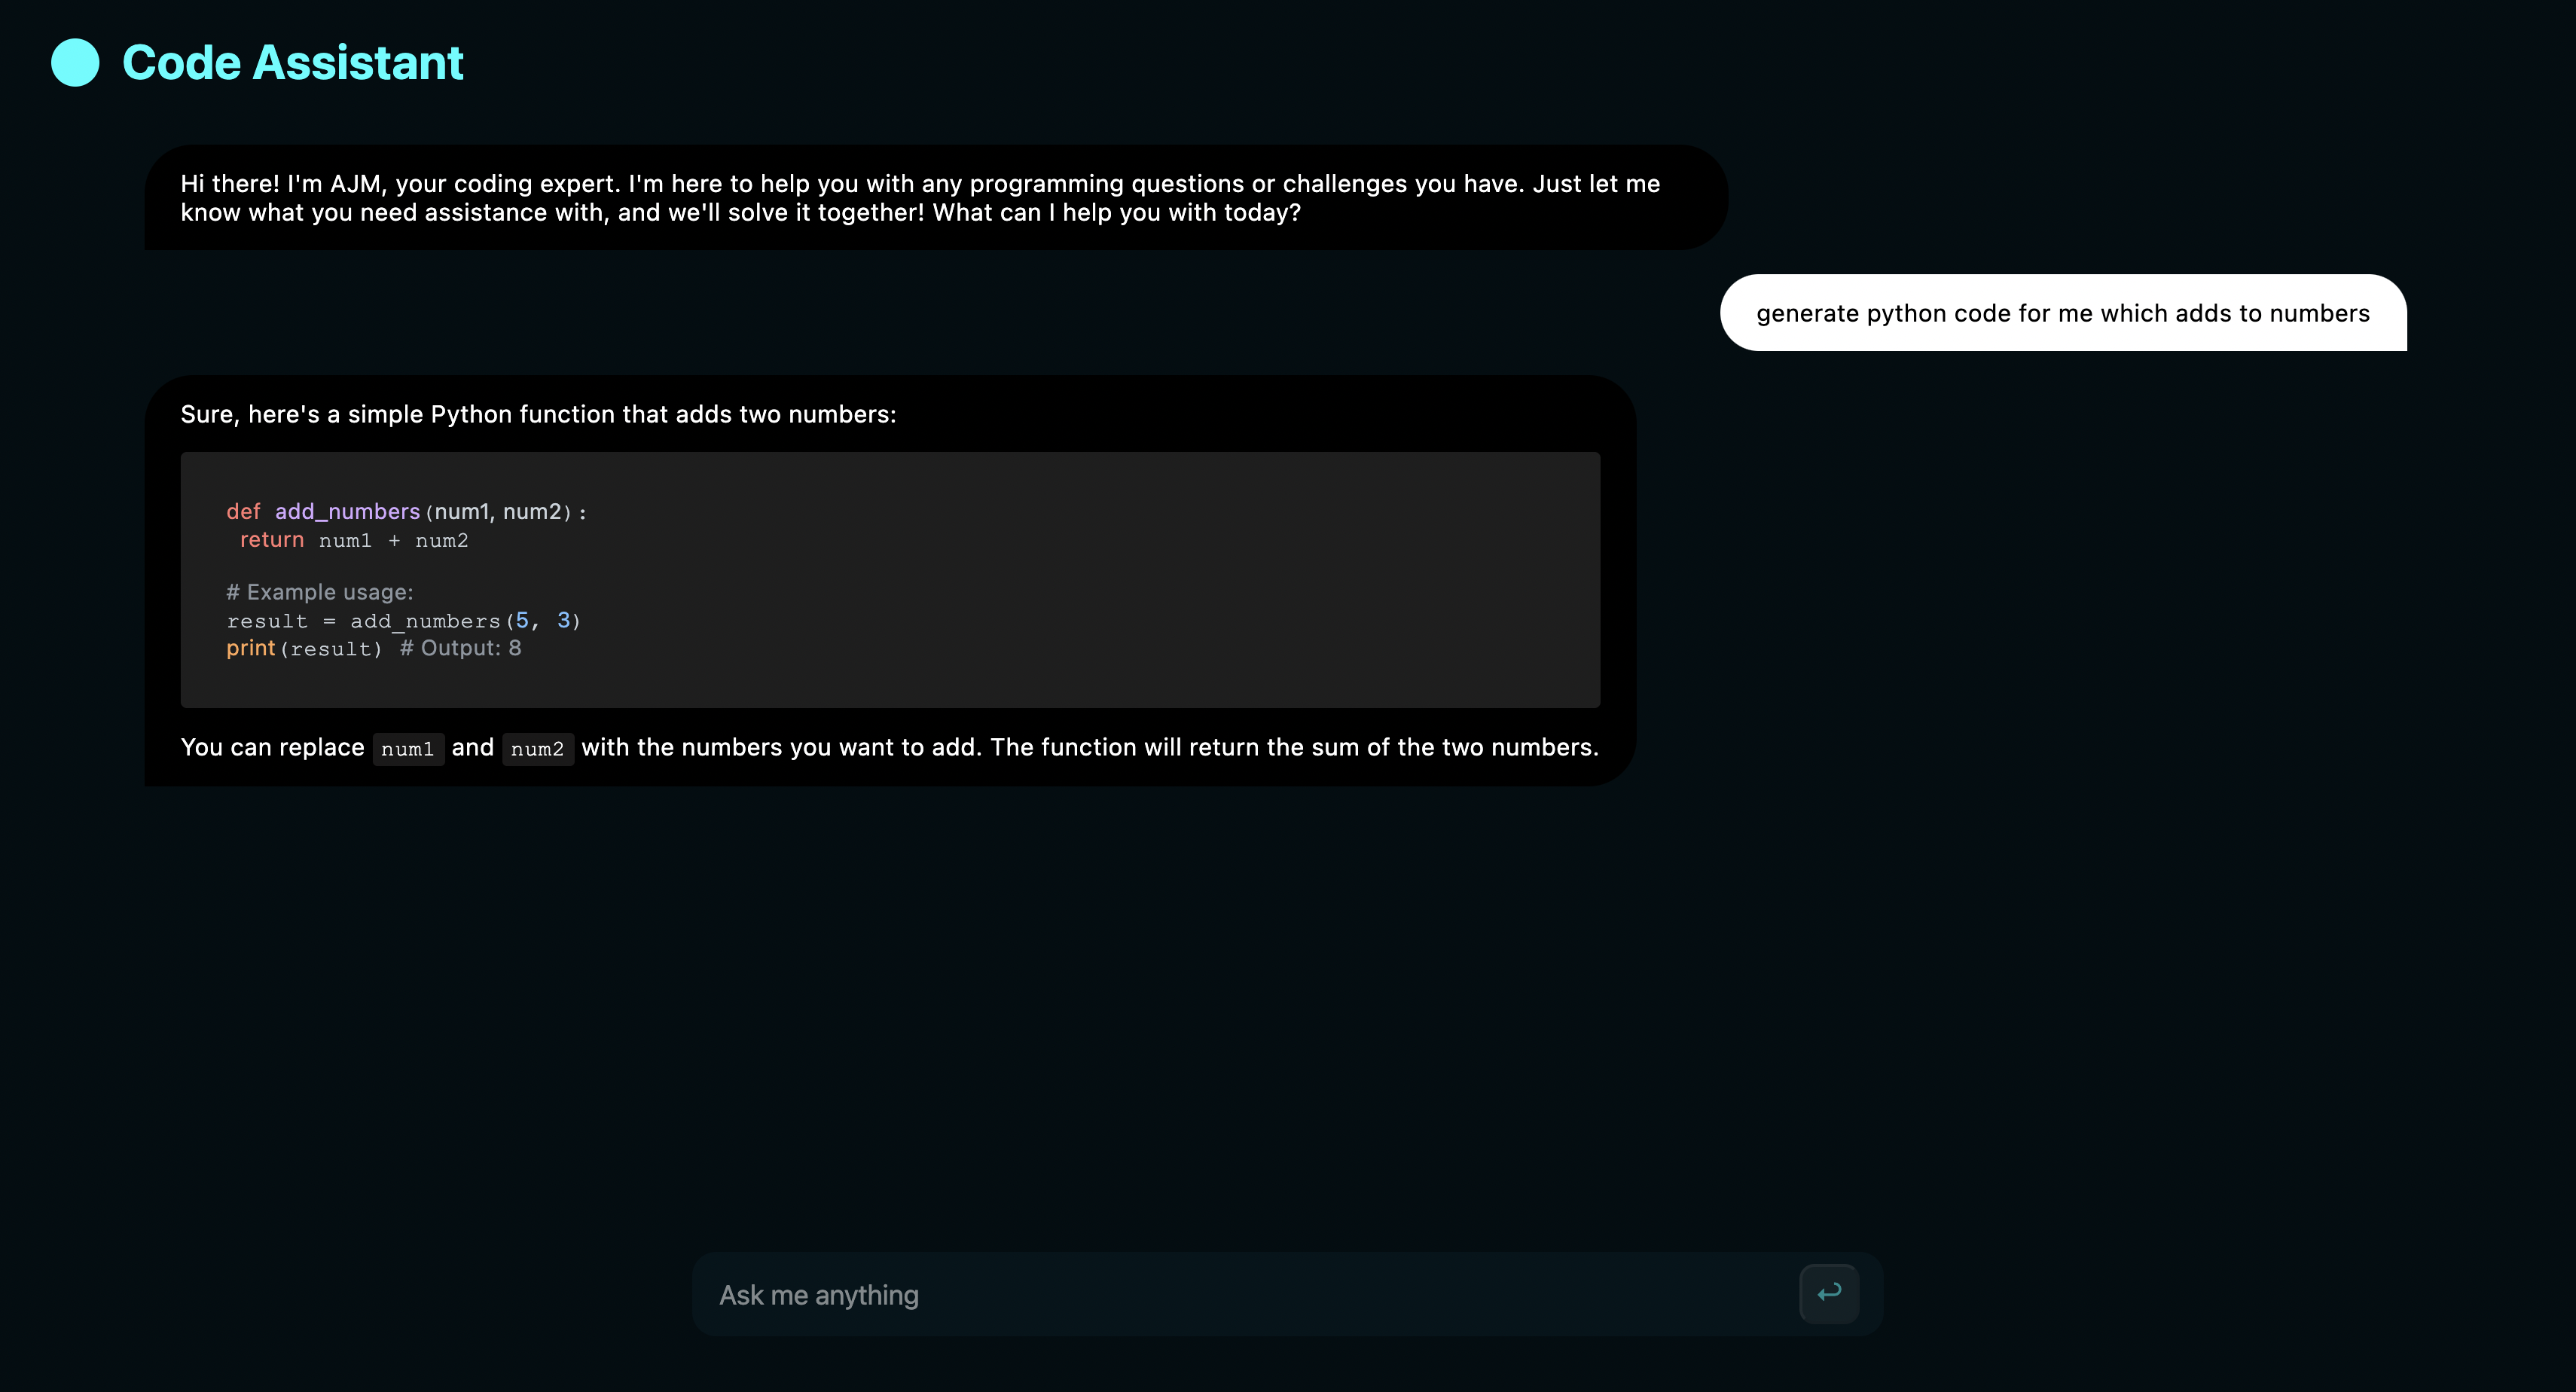 Code Assistant
Hi there! I'm AJM, your coding expert. I'm here to help you with any programming questions or challenges you have. Just let me
know what you need assistance with, and we'll solve it together! What can I help you with today?
generate python code for me which adds to numbers
Sure, here's a simple Python function that adds two numbers:
def add_numbers(num1, num2):
 return num1 + num2
# Example usage:
result = add_numbers(5, 3)
print(result) # Output: 8
You can replace num1 and num2 with the numbers you want to add. The function will return the sum of the two numbers.
Ask me anything